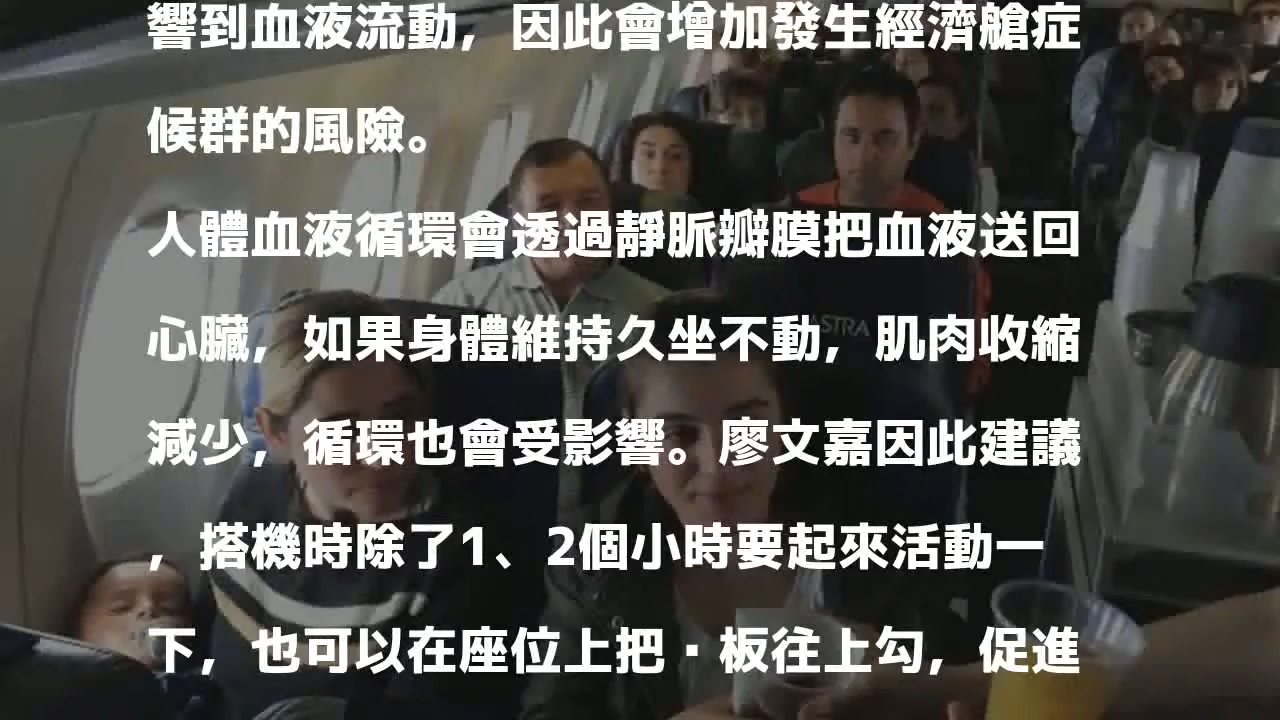 響到血液流動，因此會增加發生經濟艙症
候群的風險。
人體血液循環會透過靜脈瓣膜把血液送回
心臟，如果身體維持久坐不動，肌肉收縮
減少，循環也會受影響。廖文嘉因此建議
，搭機時除了1、2個小時要起來活動一
下，也可以在座位上把▪板往上勾，促進
ASTRA